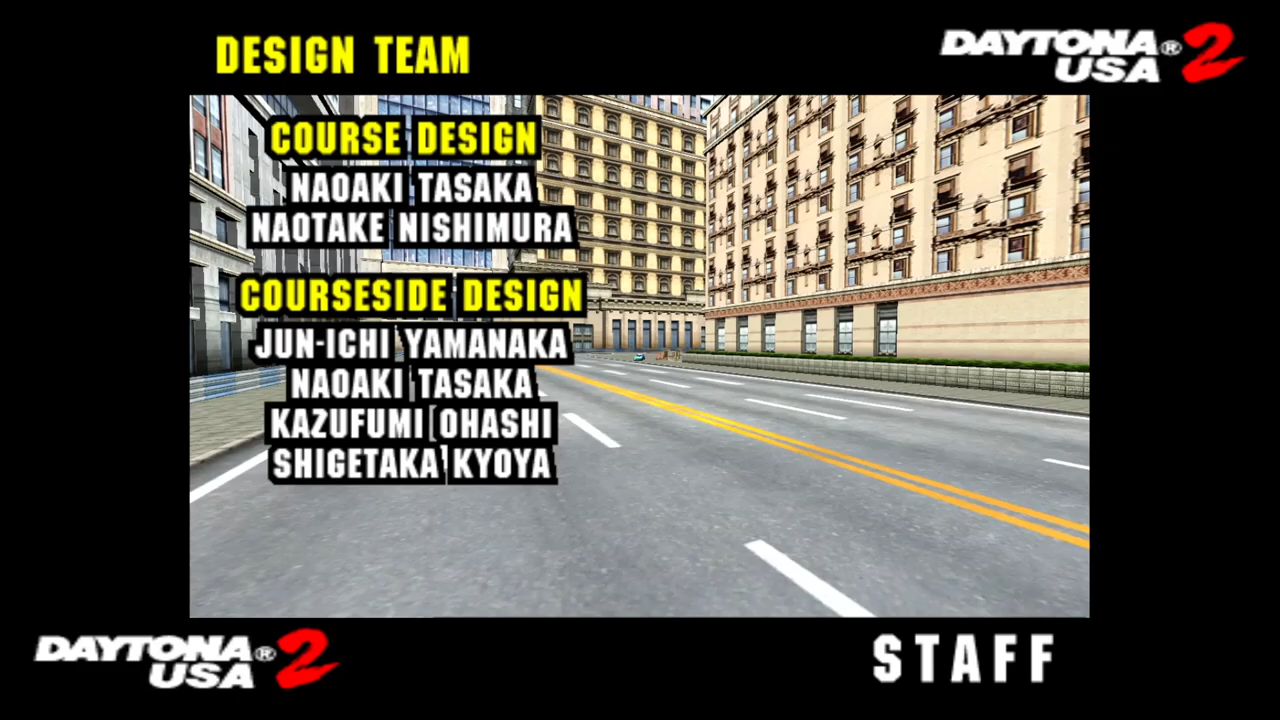 DESIGN TEAM
DAYTONA® 2
USA
COURSE DESIGN
NAOAKI TASAKA
NAOTAKE NISHIMURA
COURSESIDE DESIGN
JUN-ICHI YAMANAKA
NAOAKI TASAKA
KAZUFUMI OHASHI
SHIGETAKA KYOYA
DAYTONA® 2
USA
STAFF